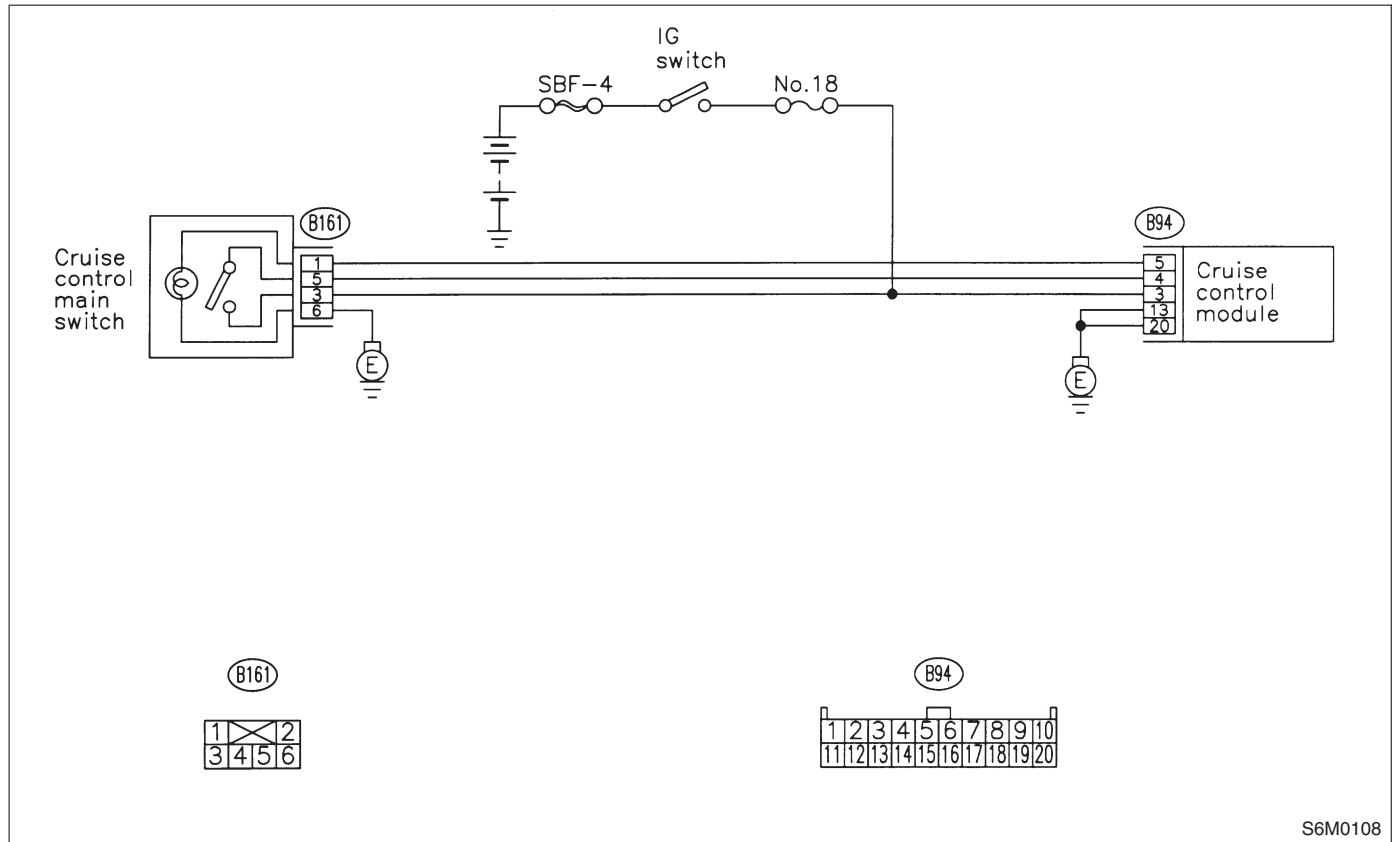 IG
switch
SBF-4
No.18
B161
B94
Cruise
control
main
switch
1
5
3
6
5
4
3
13
20
Cruise
control
module
E
E
B161
B94
1 2
3 4 5 6
1 2 3 4 5 6 7 8 9 10
11 12 13 14 15 16 17 18 19 20
S6M0108